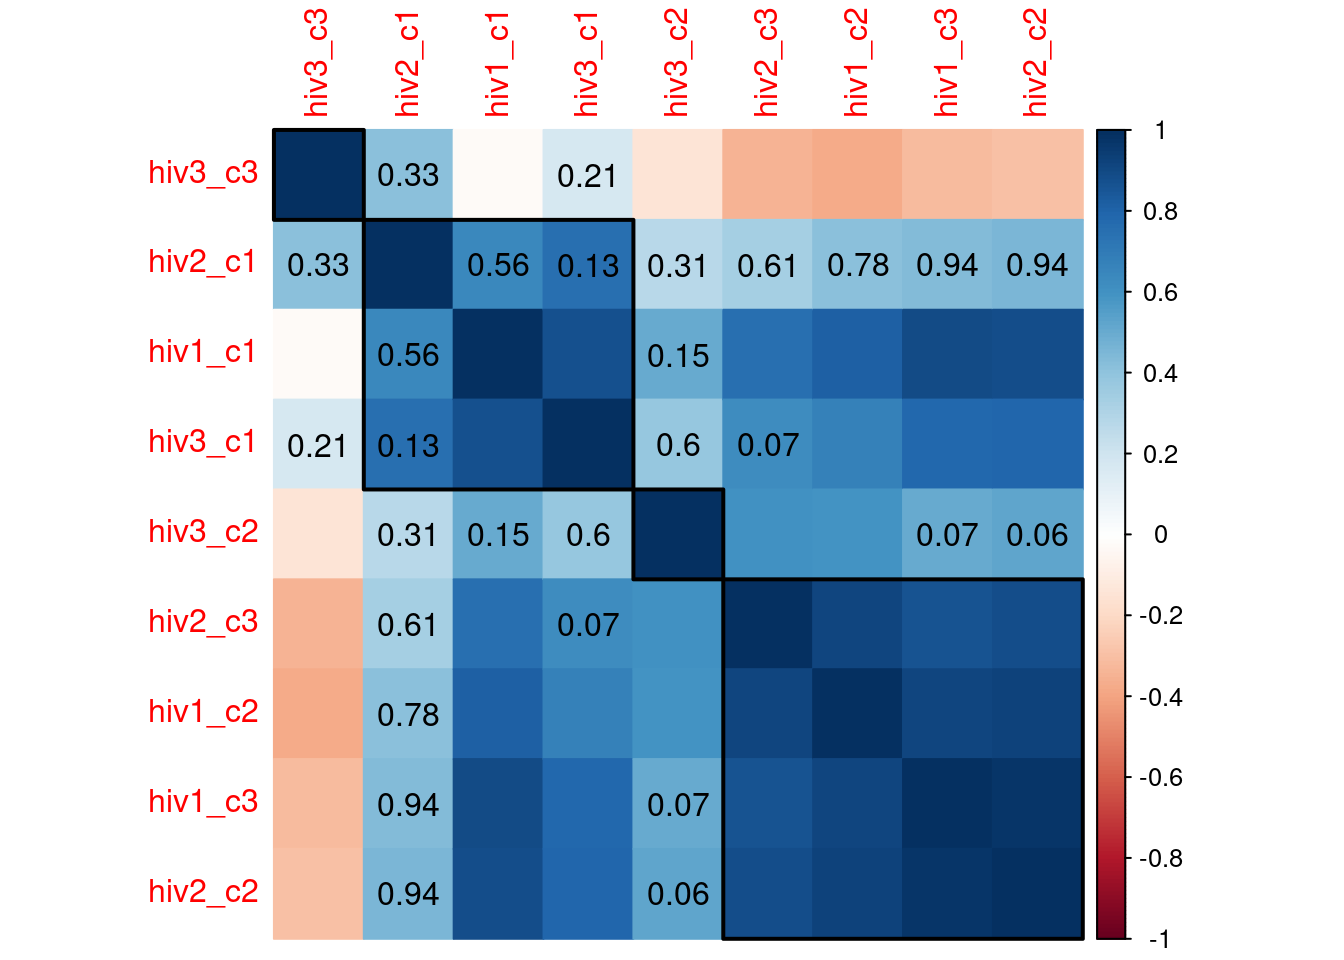 hiv3_c3 hiv2_c1 hiv1_c1 hiv3_c1 hiv3_c2 hiv2_c3 hiv1_c2 hiv1_c3 hiv2_c2
hiv3_c3 0.33 0.21
hiv2_c1 0.33 0.56 0.13 0.31 0.61 0.78 0.94 0.94
hiv1_c1 0.56 0.15
hiv3_c1 0.21 0.13 0.6 0.07
hiv3_c2 0.31 0.15 0.6 0.07 0.06
hiv2_c3 0.61 0.07
hiv1_c2 0.78
hiv1_c3 0.94 0.07
hiv2_c2 0.94 0.06
1
0.8
0.6
0.4
0.2
0
-0.2
-0.4
-0.6
-0.8
-1